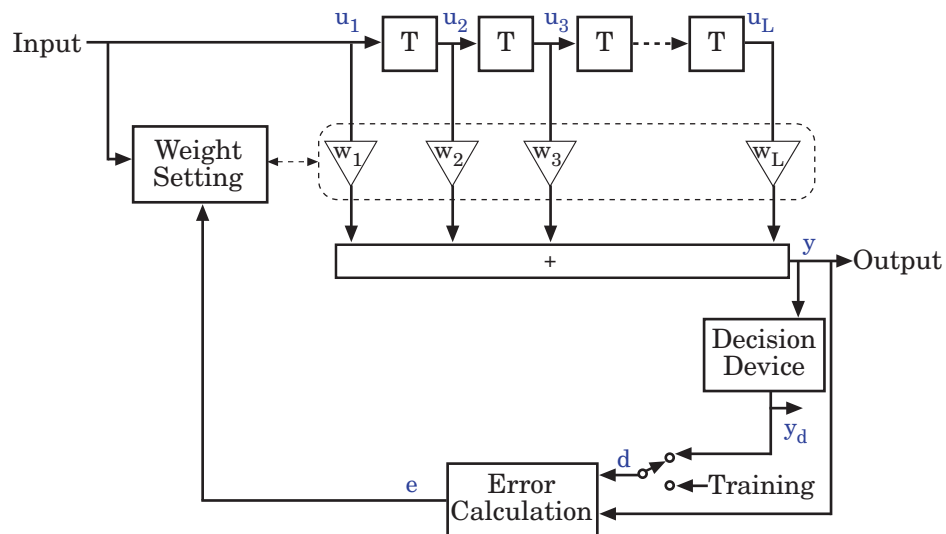 u1 u2 u3 uL
Input T T T T
Weight
Setting
w1 w2 w3 wL
+
y
Output
Decision
Device
yd
d
Training
e
Error
Calculation